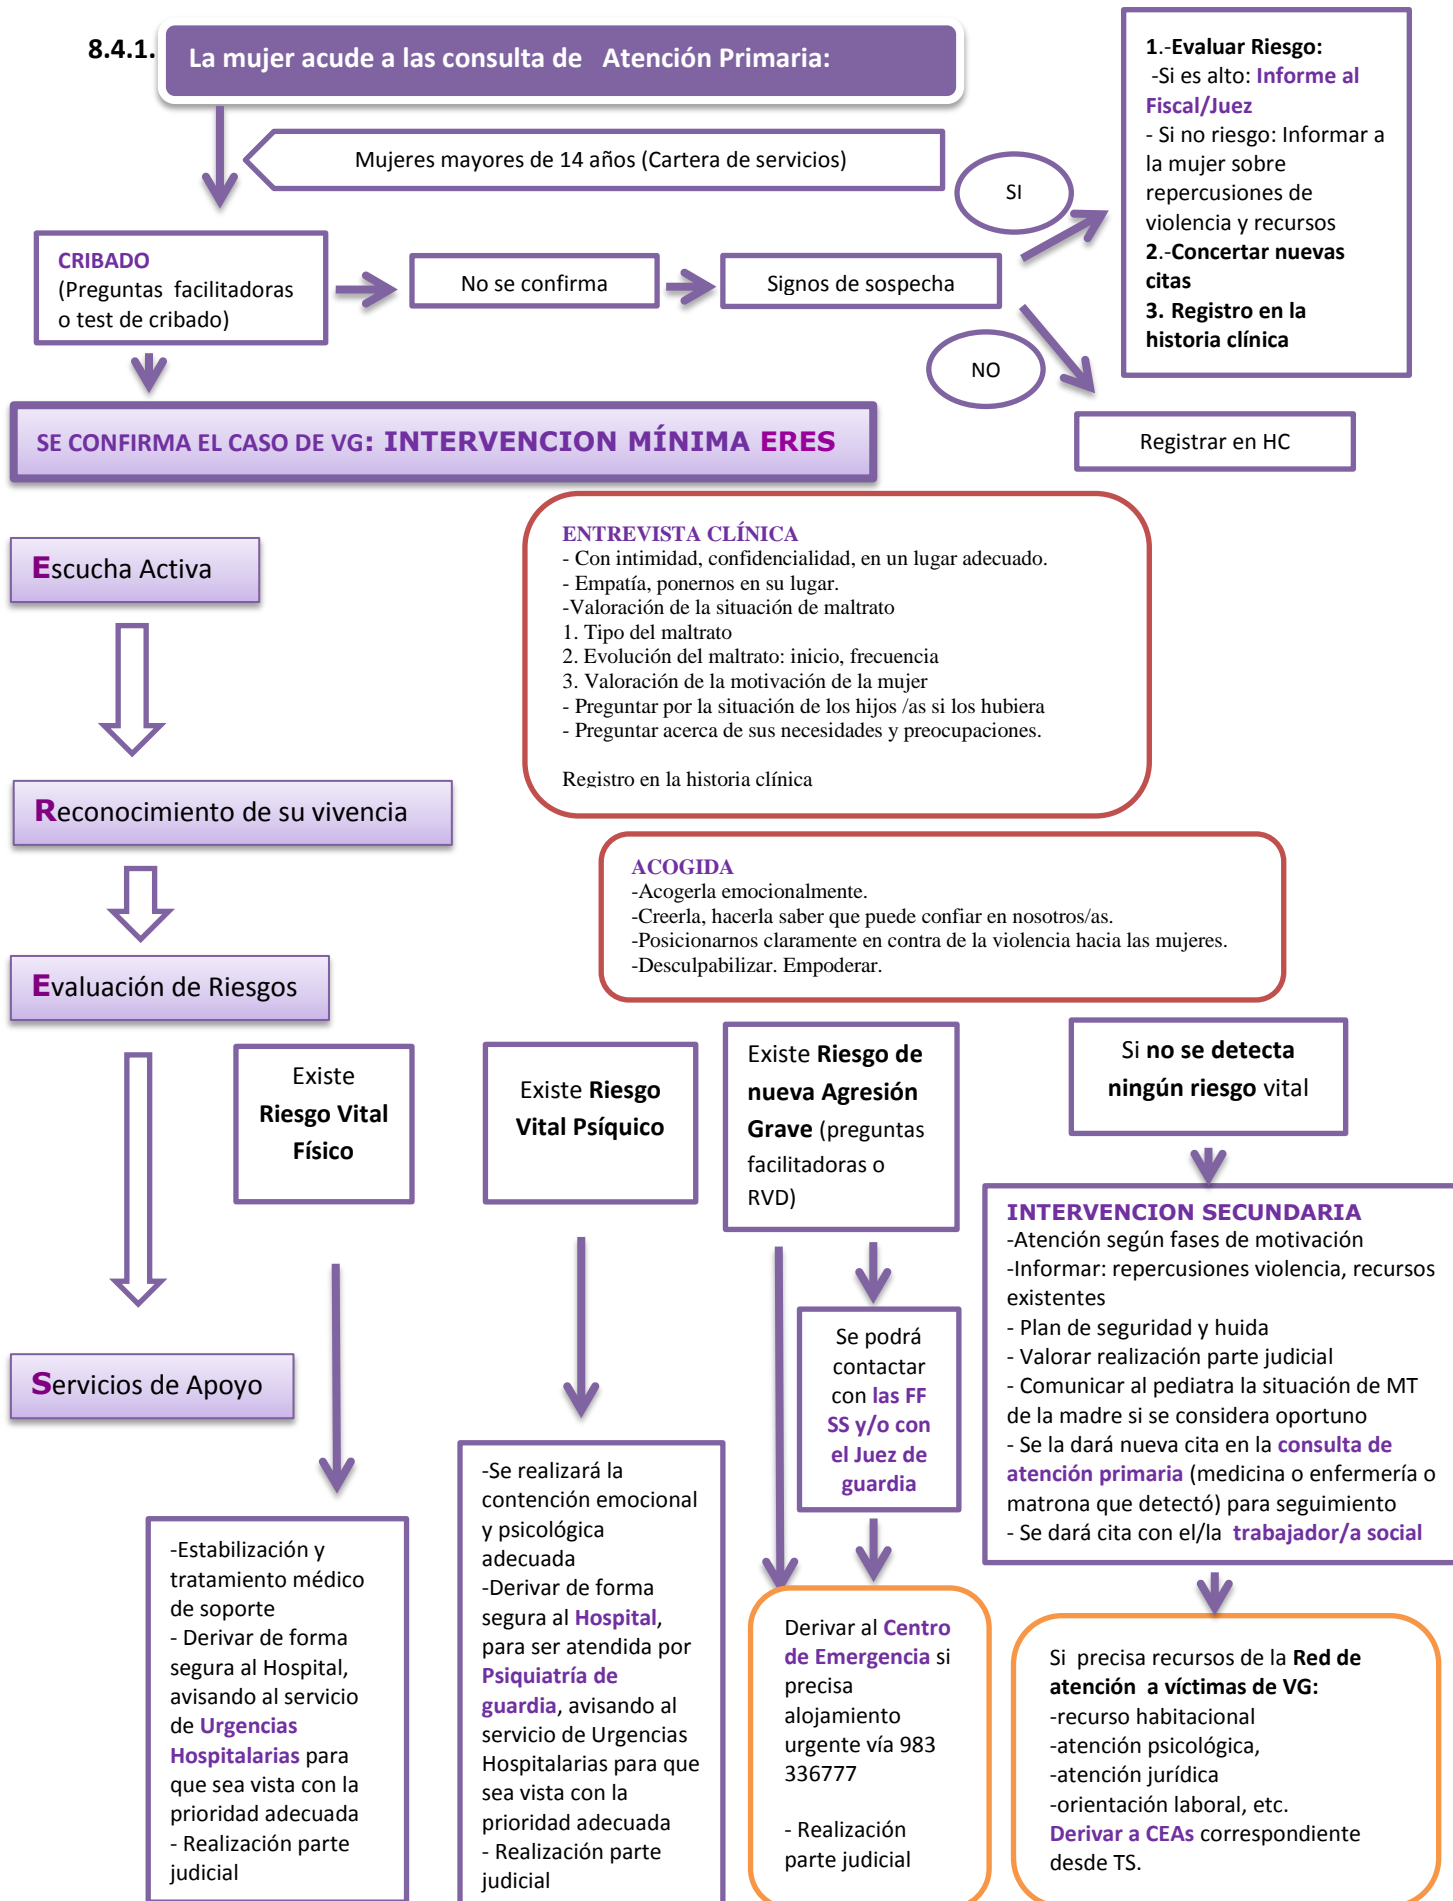 8.4.1.
La mujer acude a las consulta de Atención Primaria:
Mujeres mayores de 14 años (Cartera de servicios)
SI
1.-Evaluar Riesgo:
-Si es alto: Informe al
Fiscal/Juez
- Si no riesgo: Informar a
la mujer sobre
repercusiones de
violencia y recursos
2.-Concertar nuevas
citas
3. Registro en la
historia clínica
CRIBADO
(Preguntas facilitadoras
o test de cribado)
No se confirma
Signos de sospecha
NO
Registrar en HC
SE CONFIRMA EL CASO DE VG: INTERVENCION MÍNIMA ERES
Escucha Activa
ENTREVISTA CLÍNICA
- Con intimidad, confidencialidad, en un lugar adecuado.
- Empatía, ponernos en su lugar.
-Valoración de la situación de maltrato
1. Tipo del maltrato
2. Evolución del maltrato: inicio, frecuencia
3. Valoración de la motivación de la mujer
- Preguntar por la situación de los hijos /as si los hubiera
- Preguntar acerca de sus necesidades y preocupaciones.
Registro en la historia clínica
Reconocimiento de su vivencia
ACOGIDA
-Acogerla emocionalmente.
-Creerla, hacerla saber que puede confiar en nosotros/as.
-Posicionarnos claramente en contra de la violencia hacia las mujeres.
-Desculpabilizar. Empoderar.
Evaluación de Riesgos
Existe
Riesgo Vital
Físico
Existe Riesgo
Vital Psíquico
Existe Riesgo de
nueva Agresión
Grave (preguntas
facilitadoras o
RVD)
Si no se detecta
ningún riesgo vital
Servicios de Apoyo
Se podrá
contactar
con las FF
SS y/o con
el Juez de
guardia
INTERVENCION SECUNDARIA
-Atención según fases de motivación
-Informar: repercusiones violencia, recursos
existentes
- Plan de seguridad y huida
- Valorar realización parte judicial
- Comunicar al pediatra la situación de MT
de la madre si se considera oportuno
- Se la dará nueva cita en la consulta de
atención primaria (medicina o enfermería o
matrona que detectó) para seguimiento
- Se dará cita con el/la trabajador/a social
-Estabilización y
tratamiento médico
de soporte
- Derivar de forma
segura al Hospital,
avisando al servicio
de Urgencias
Hospitalarias para
que sea vista con la
prioridad adecuada
- Realización parte
judicial
-Se realizará la
contención emocional
y psicológica
adecuada
-Derivar de forma
segura al Hospital,
para ser atendida por
Psiquiatría de
guardia, avisando al
servicio de Urgencias
Hospitalarias para que
sea vista con la
prioridad adecuada
- Realización parte
judicial
Derivar al Centro
de Emergencia si
precisa
alojamiento
urgente vía 983
336777
- Realización
parte judicial
Si precisa recursos de la Red de
atención a víctimas de VG:
-recurso habitacional
-atención psicológica,
-atención jurídica
-orientación laboral, etc.
Derivar a CEAs correspondiente
desde TS.